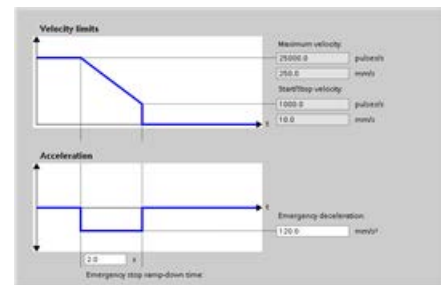 Velocity limits
Maximum velocity:
25000.0 pulses/s
250.0 mm/s
Start/Stop velocity:
1000.0 pulses/s
10.0 mm/s
t
Acceleration
t
Emergency deceleration:
120.0 mm/s²
2.0 s
Emergency stop ramp-down time: